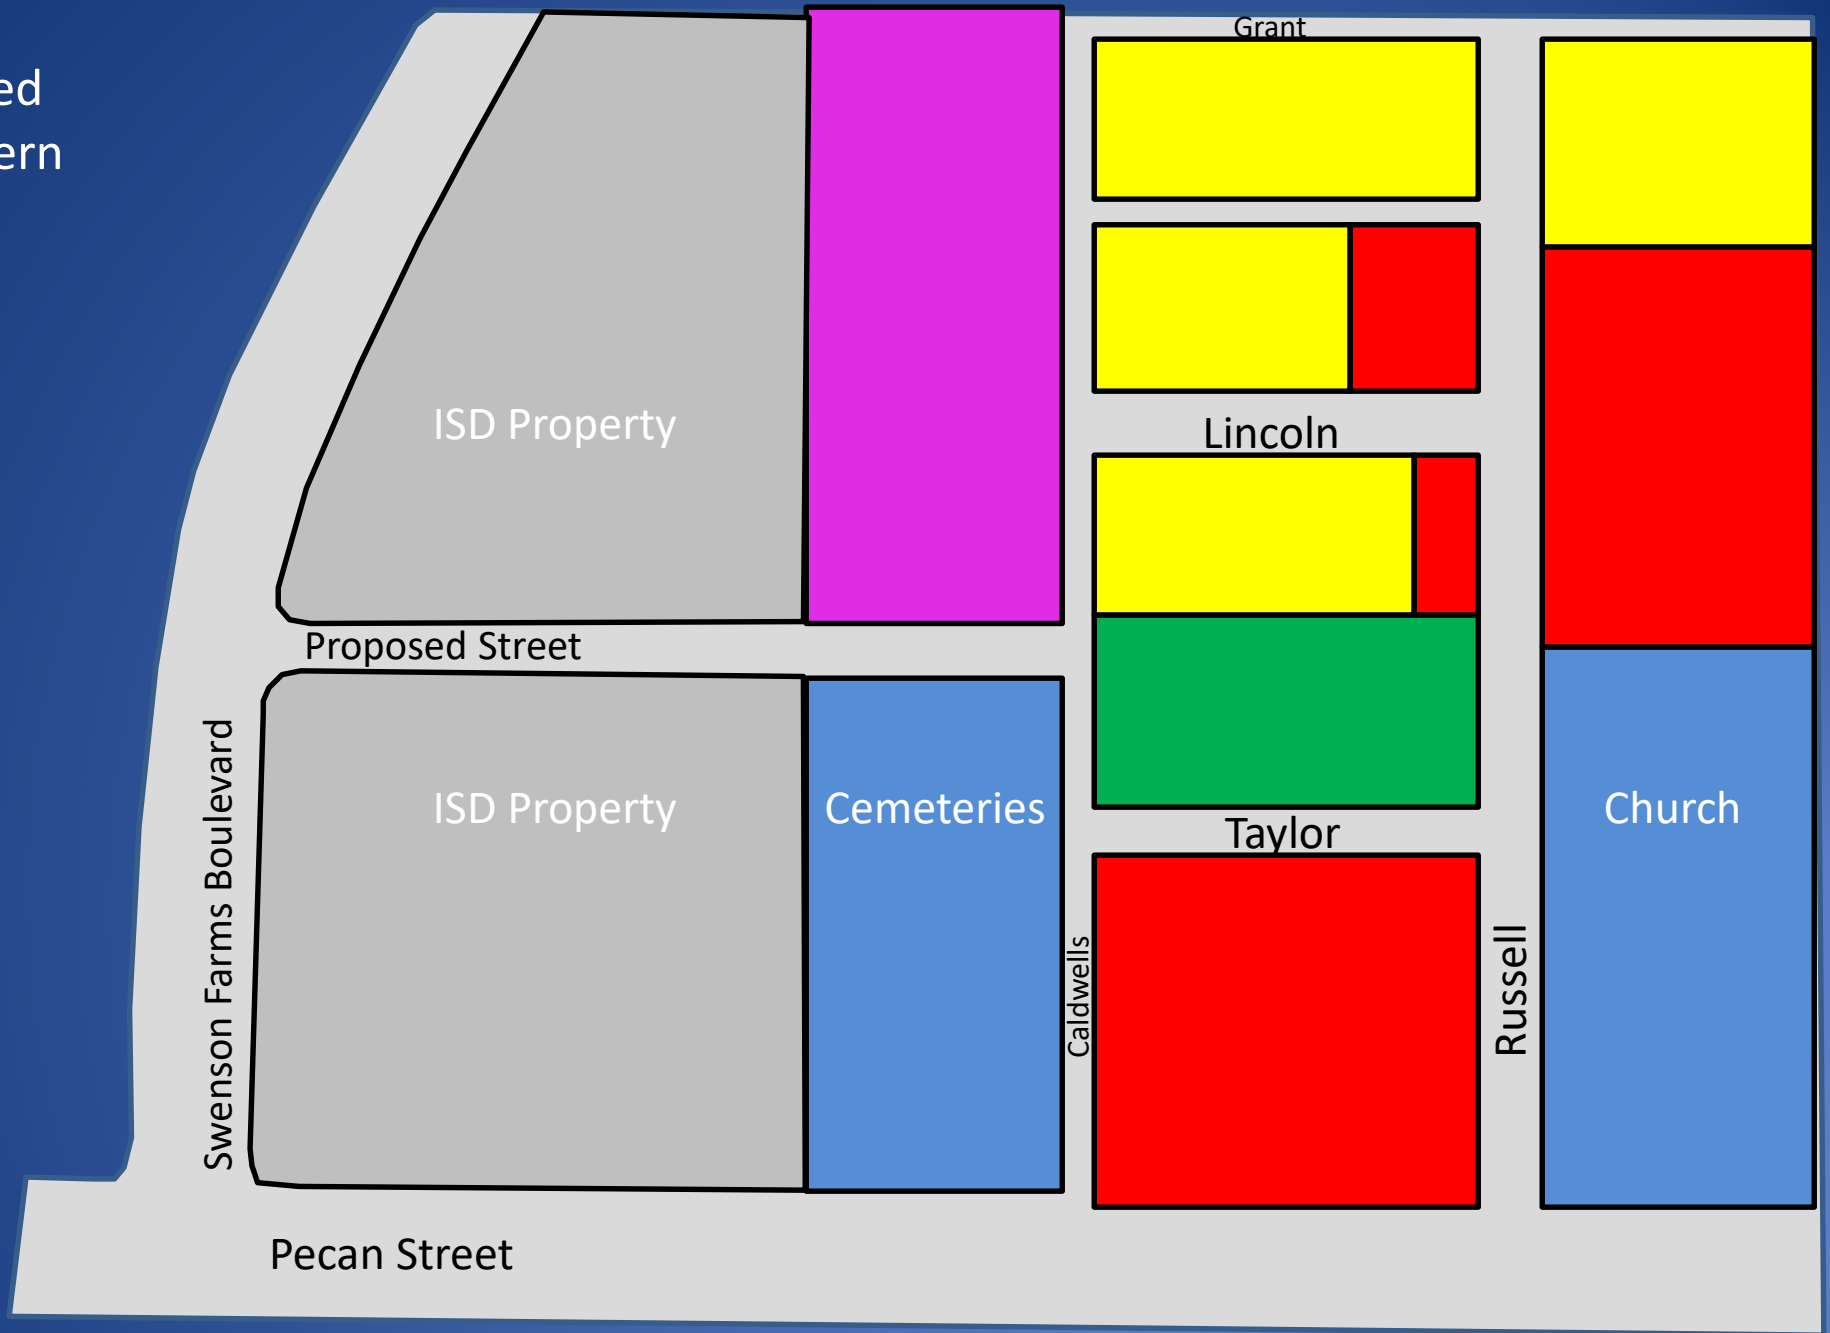 ed
ern
Grant
ISD Property
Lincoln
Proposed Street
Swenson Farms Boulevard
ISD Property
Cemeteries
Church
Taylor
Caldwells
Russell
Pecan Street